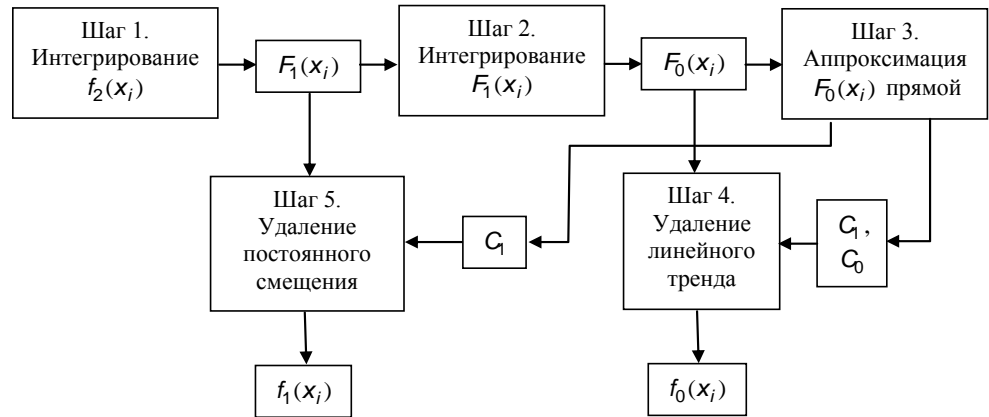 Шаг 1.
Интегрирование
f₂(xᵢ)
F₁(xᵢ)
Шаг 2.
Интегрирование
F₁(xᵢ)
F₀(xᵢ)
Шаг 3.
Аппроксимация
F₀(xᵢ) прямой
Шаг 5.
Удаление
постоянного
смещения
C₁
Шаг 4.
Удаление
линейного
тренда
C₁,
C₀
f₁(xᵢ)
f₀(xᵢ)